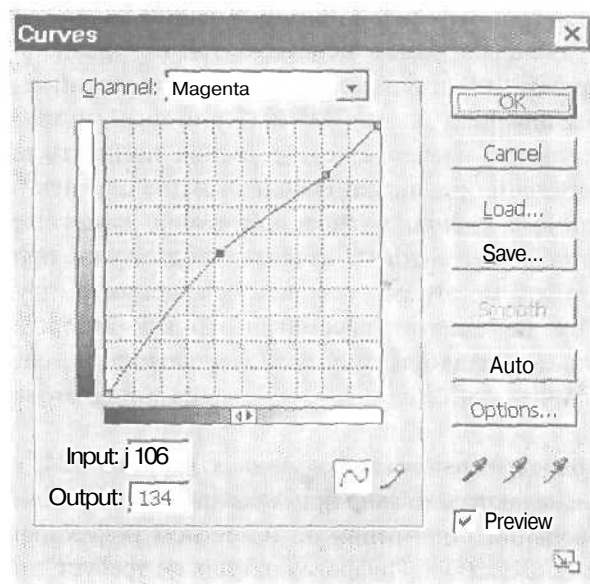 Curves
Channel: Magenta
OK
Cancel
Load...
Save...
Smooth
Auto
Options...
Input: 106
Output: 134
Preview